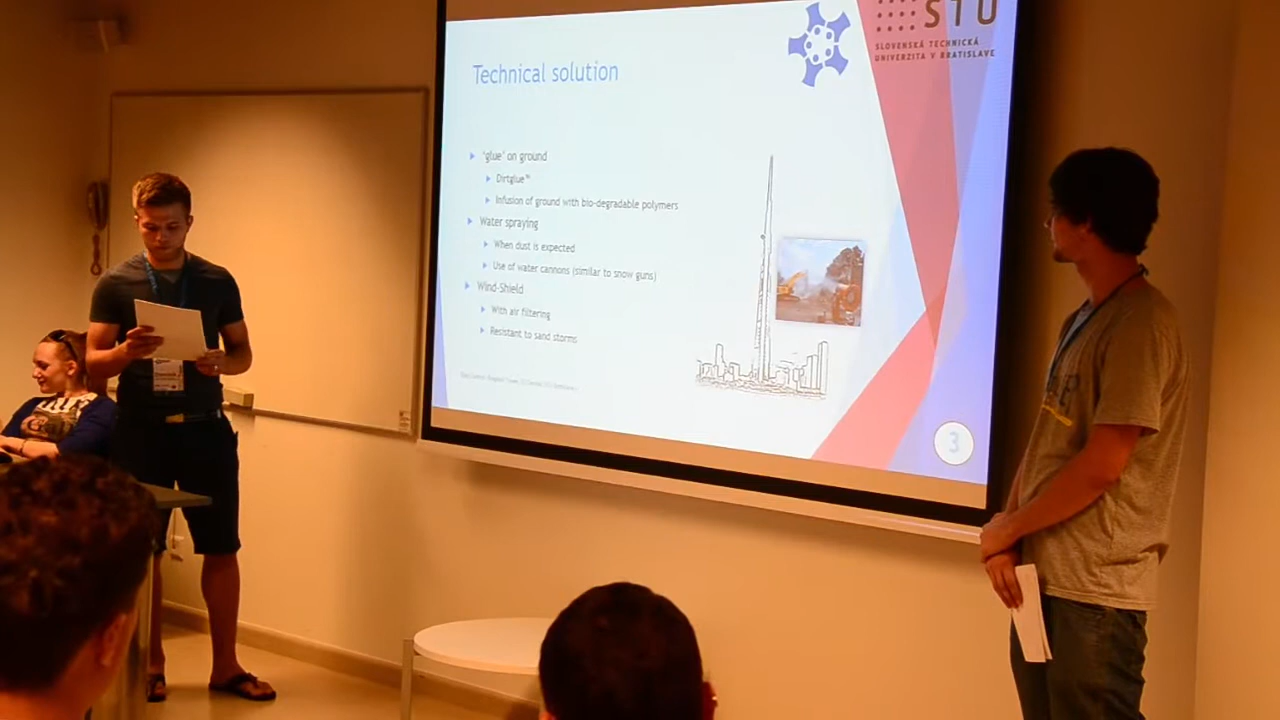 STU
SLOVENSKÁ TECHNICKÁ
UNIVERZITA V BRATISLAVE
Technical solution
'glue' on ground
Dirtglue™
Infusion of ground with bio-degradable polymers
Water spraying
When dust is expected
Use of water cannons (similar to snow guns)
Wind-Shield
With air filtering
Resistant to sand storms
3